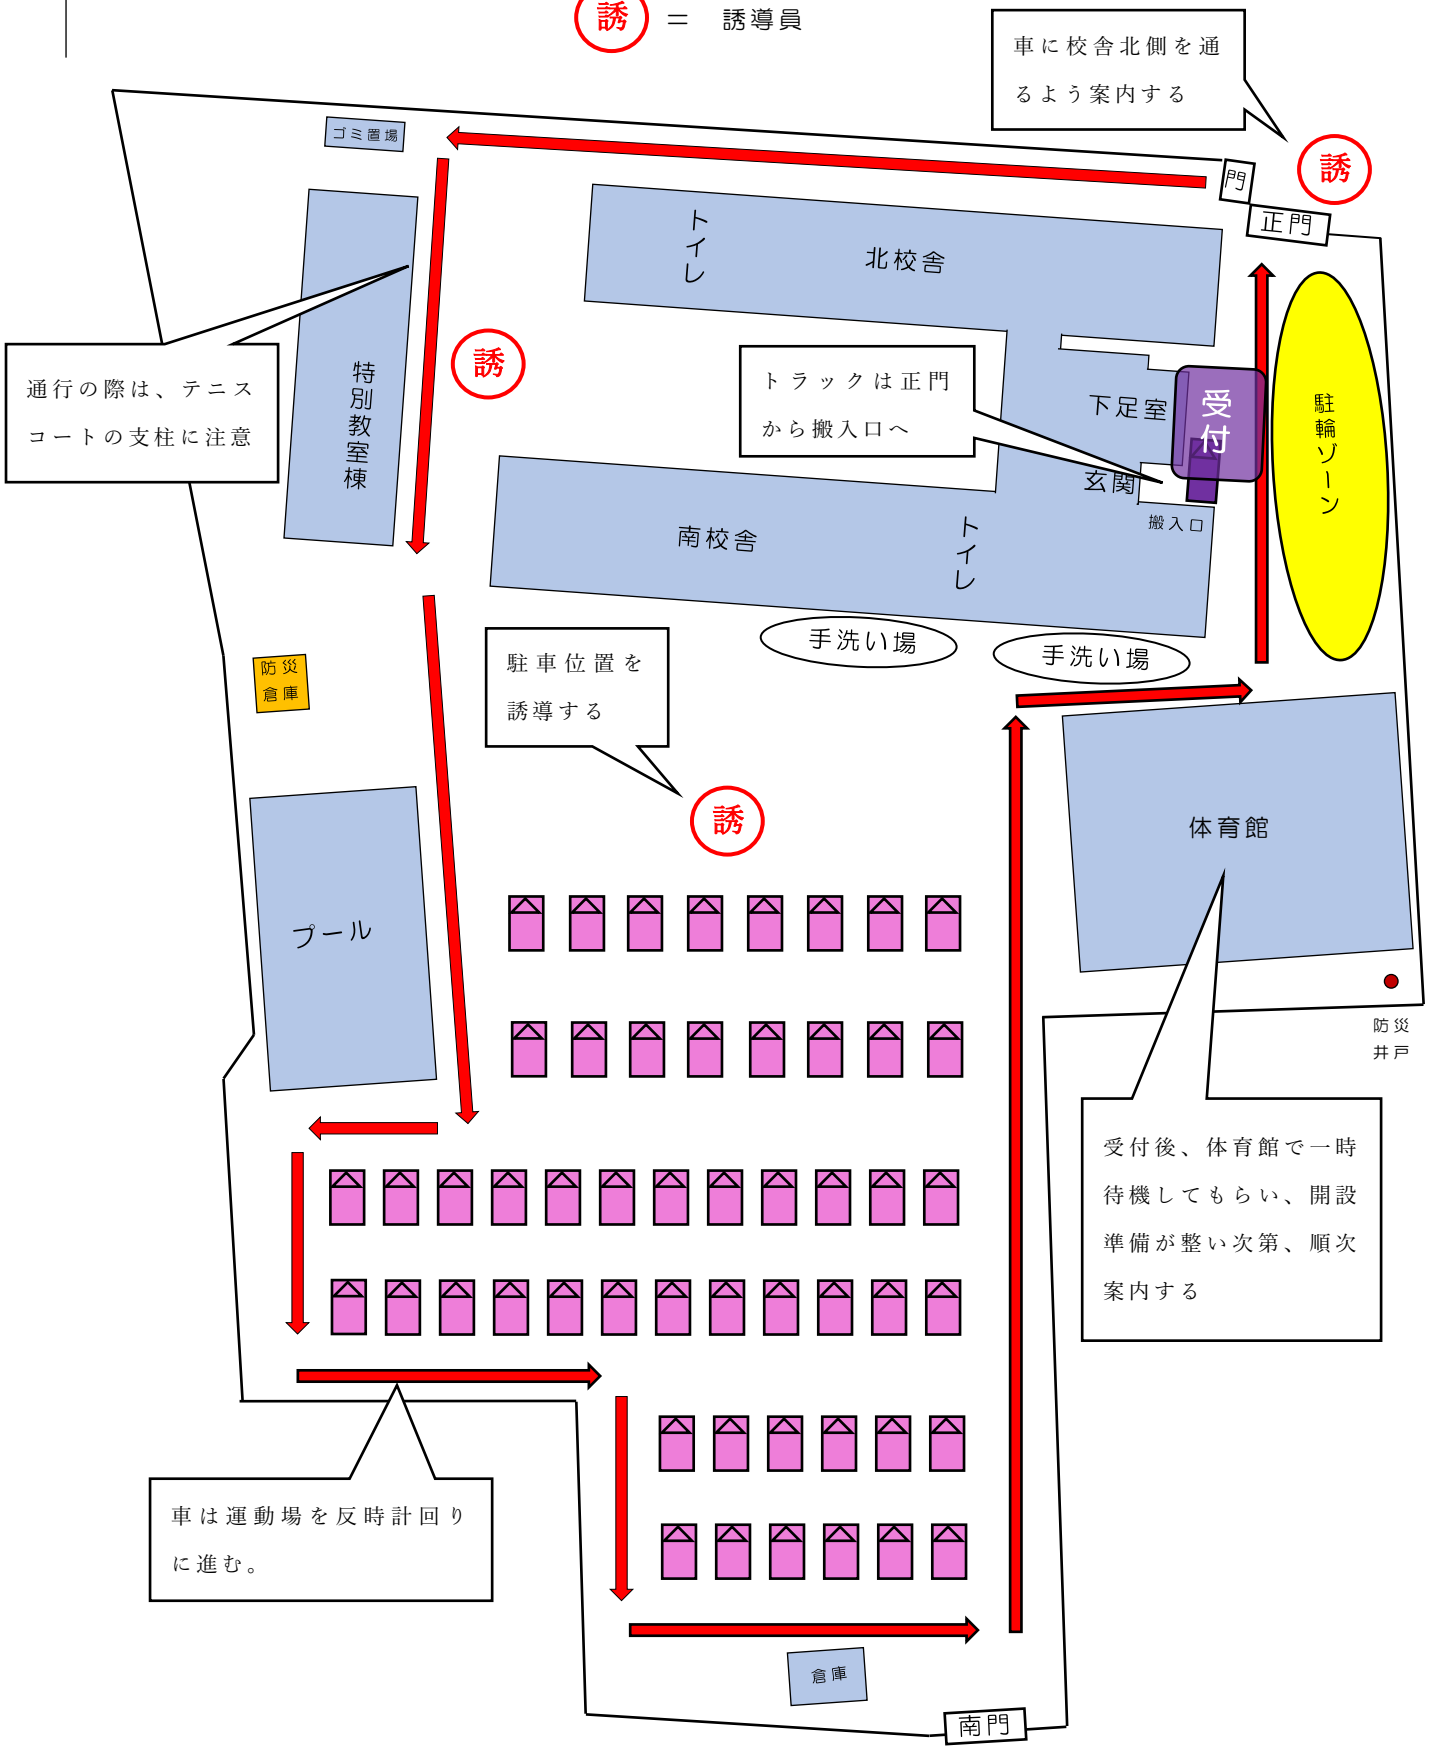 誘 ＝ 誘導員
車に校舎北側を通
るよう案内する
ゴミ置場
誘
門
正門
トイレ
北校舎
通行の際は、テニス
コートの支柱に注意
特別教室棟
誘
トラックは正門
から搬入口へ
下足室
受付
駐輪ゾーン
玄関
搬入口
南校舎
トイレ
手洗い場
手洗い場
防災
倉庫
駐車位置を
誘導する
誘
体育館
プール
防災
井戸
受付後、体育館で一時
待機してもらい、開設
準備が整い次第、順次
案内する
車は運動場を反時計回り
に進む。
倉庫
南門